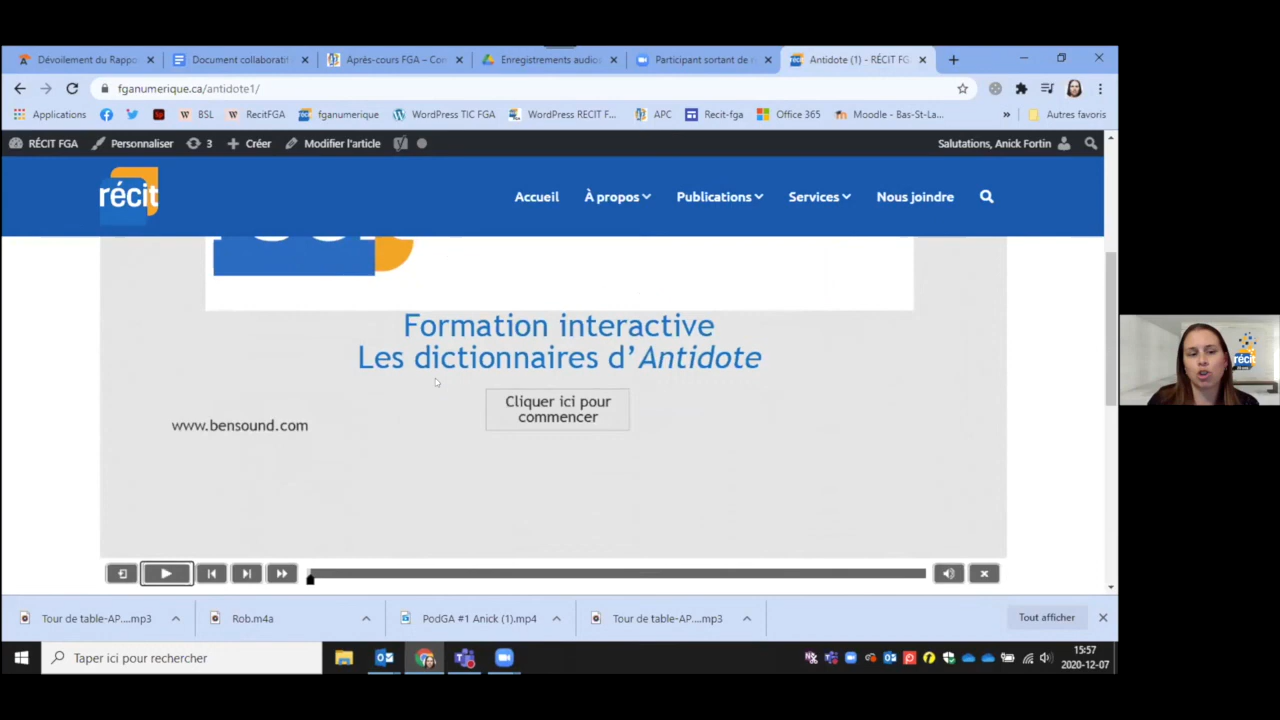 Dévoilement du Rappo
Document collaborati
Après-cours FGA – Con
Enregistrements audios
Participant sortant de
Antidote (1) - RÉCIT FG
fganumerique.ca/antidote1/
Applications
BSL
RecitFGA
fganumerique
WordPress TIC FGA
WordPress RECIT F...
APC
Recit-fga
Office 365
Moodle - Bas-St-La...
»
Autres favoris
RÉCIT FGA
Personnaliser
3
Créer
Modifier l'article
Salutations, Anick Fortin
récit
Accueil
À propos
Publications
Services
Nous joindre
Formation interactive
Les dictionnaires d’Antidote
Cliquer ici pour
commencer
www.bensound.com
récit
Tour de table-AP....mp3
Rob.m4a
PodGA #1 Anick (1).mp4
Tour de table-AP....mp3
Tout afficher
Taper ici pour rechercher
15:57
2020-12-07